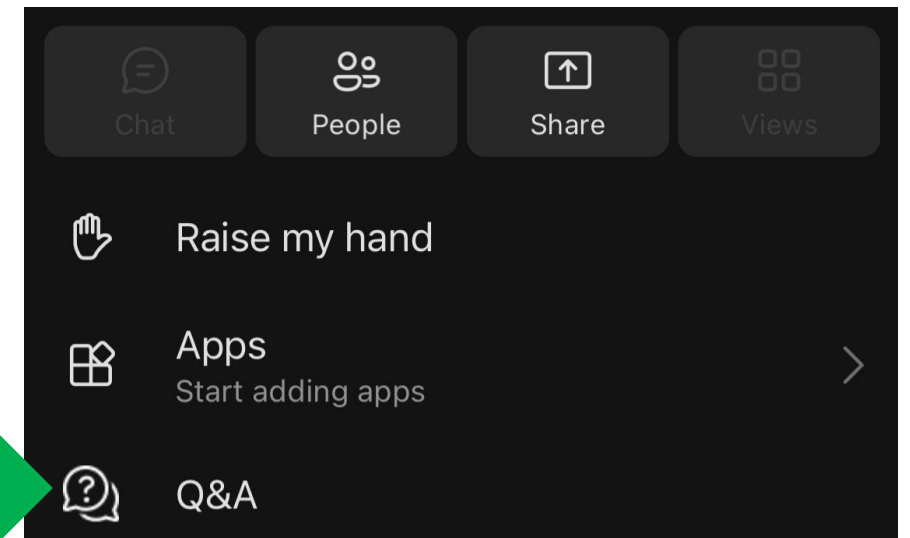 Chat
People
Share
Views
Raise my hand
Apps
Start adding apps
Q&A